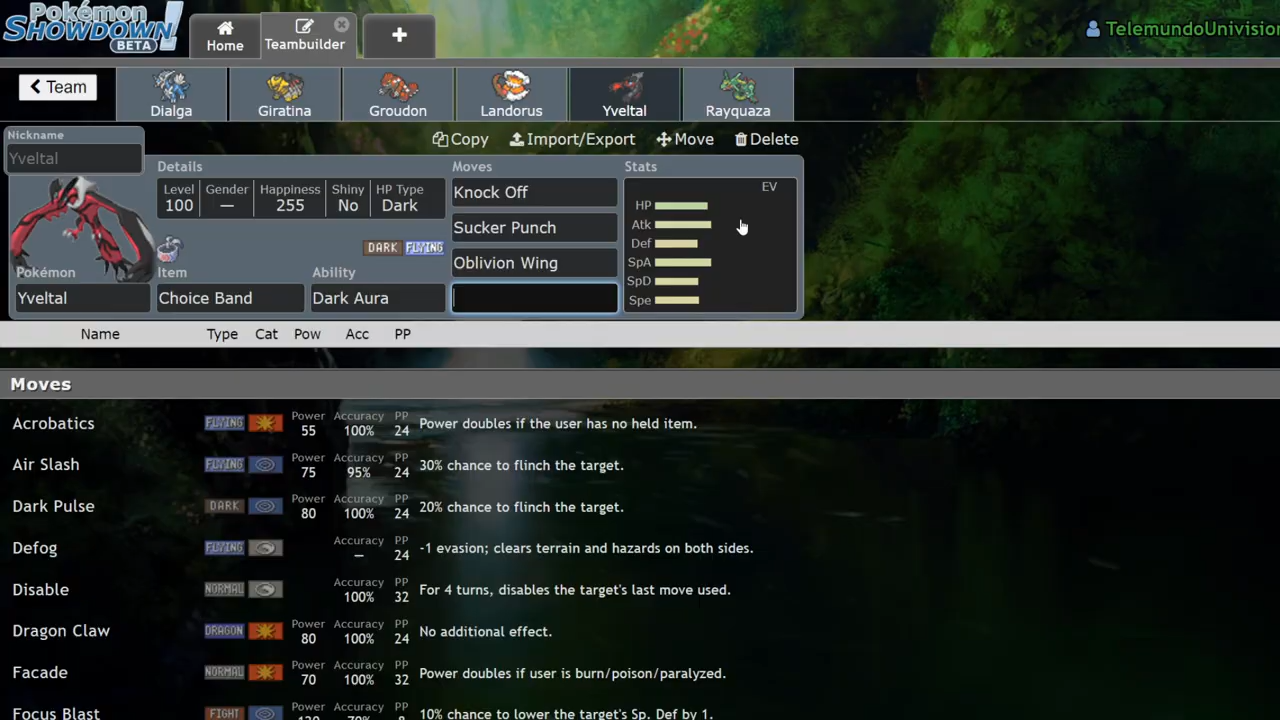 Pokémon
SHOWDOWN!
BETA
Home
Teambuilder
TelemundoUnivision
Team
Dialga
Giratina
Groudon
Landorus
Yveltal
Rayquaza
Nickname
Yveltal
Copy
Import/Export
Move
Delete
Details
Level Gender Happiness Shiny HP Type
100 — 255 No Dark
DARK FLYING
Pokémon
Yveltal
Item
Choice Band
Ability
Dark Aura
Moves
Knock Off
Sucker Punch
Oblivion Wing
Stats
EV
HP
Atk
Def
SpA
SpD
Spe
Name Type Cat Pow Acc PP
Moves
Acrobatics FLYING Power 55 Accuracy 100% PP 24 Power doubles if the user has no held item.
Air Slash FLYING Power 75 Accuracy 95% PP 24 30% chance to flinch the target.
Dark Pulse DARK Power 80 Accuracy 100% PP 24 20% chance to flinch the target.
Defog FLYING Accuracy — PP 24 -1 evasion; clears terrain and hazards on both sides.
Disable NORMAL Accuracy 100% PP 32 For 4 turns, disables the target's last move used.
Dragon Claw DRAGON Power 80 Accuracy 100% PP 24 No additional effect.
Facade NORMAL Power 70 Accuracy 100% PP 32 Power doubles if user is burn/poison/paralyzed.
Focus Blast FIGHT Power 120 Accuracy 70% PP 8 10% chance to lower the target's Sp. Def by 1.